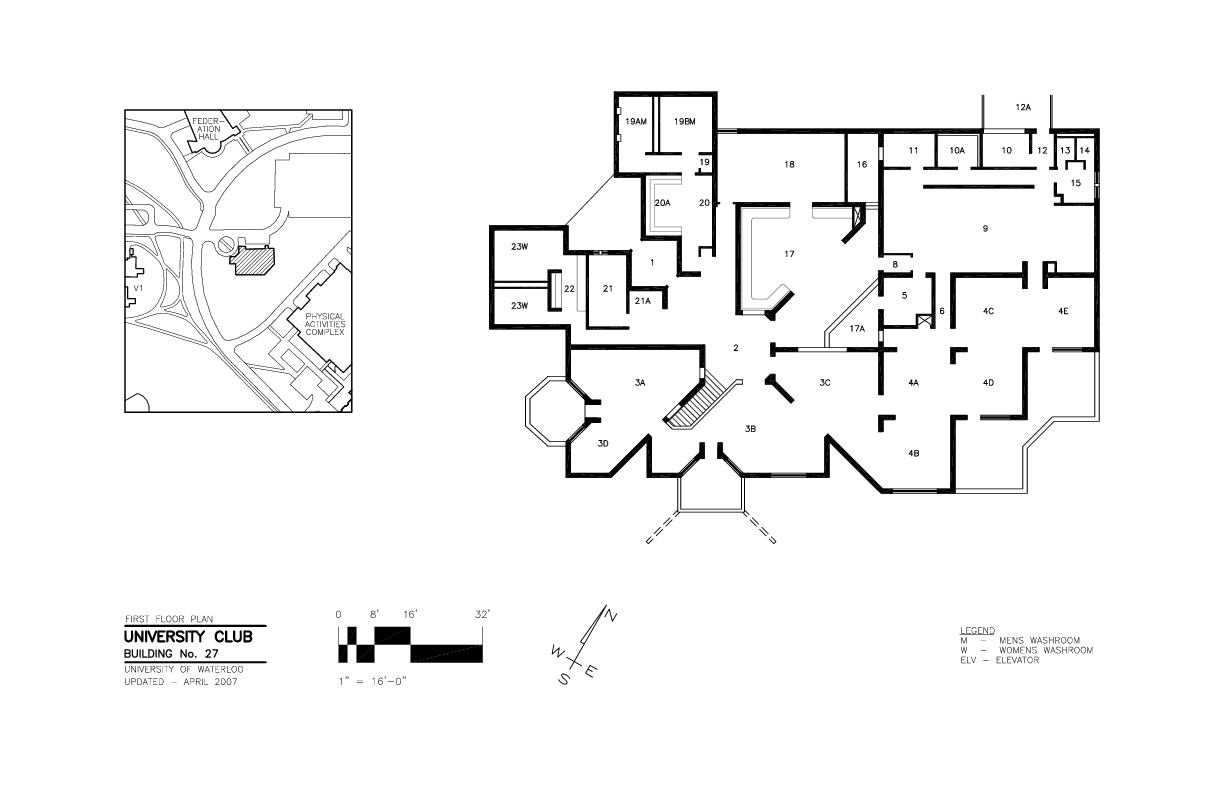 FEDER-
ATION
HALL
V1
PHYSICAL
ACTIVITIES
COMPLEX
12A
19AM
19BM
11
10A
10
12
13
14
19
18
16
15
20A
20
9
23W
1
17
8
22
21
21A
5
6
4C
4E
23W
17A
2
3A
3C
4A
4D
3B
3D
4B
FIRST FLOOR PLAN
UNIVERSITY CLUB
BUILDING No. 27
UNIVERSITY OF WATERLOO
UPDATED – APRIL 2007
0 8' 16' 32'
1" = 16'-0"
N
W
E
S
LEGEND
M – MENS WASHROOM
W – WOMENS WASHROOM
ELV – ELEVATOR